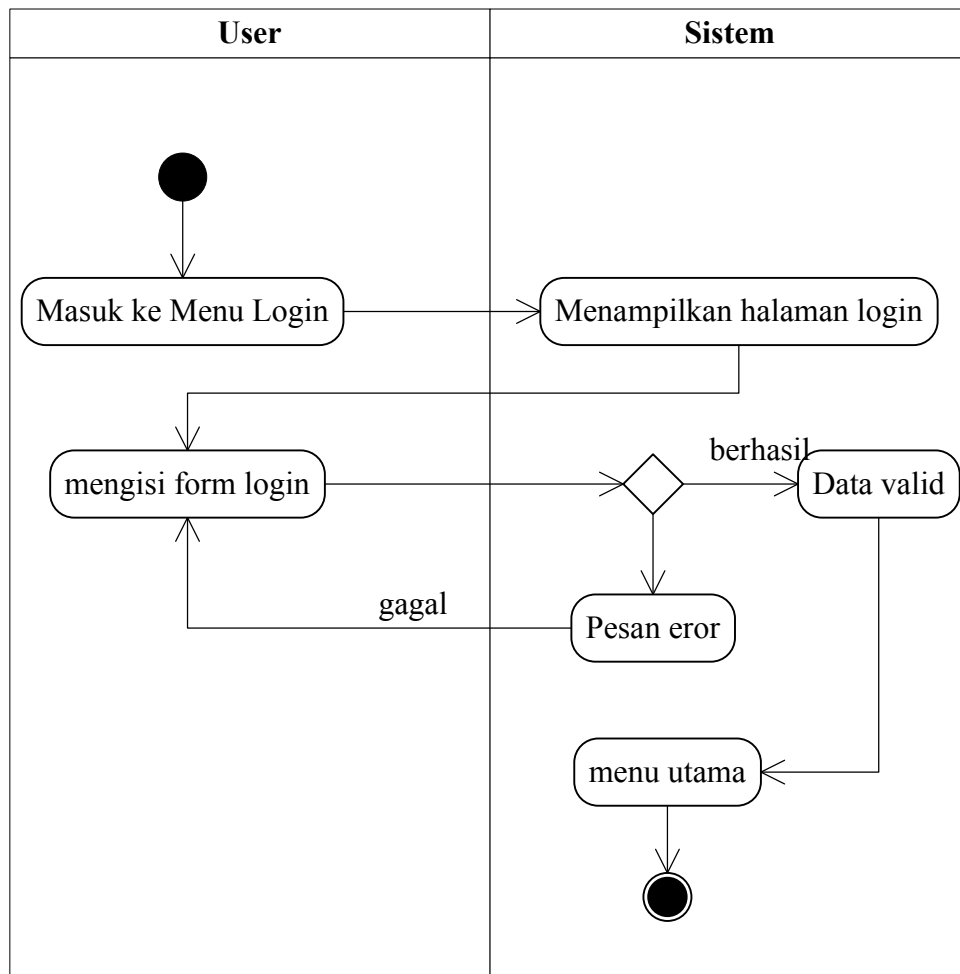 User
Sistem
Masuk ke Menu Login
Menampilkan halaman login
mengisi form login
berhasil
Data valid
gagal
Pesan eror
menu utama